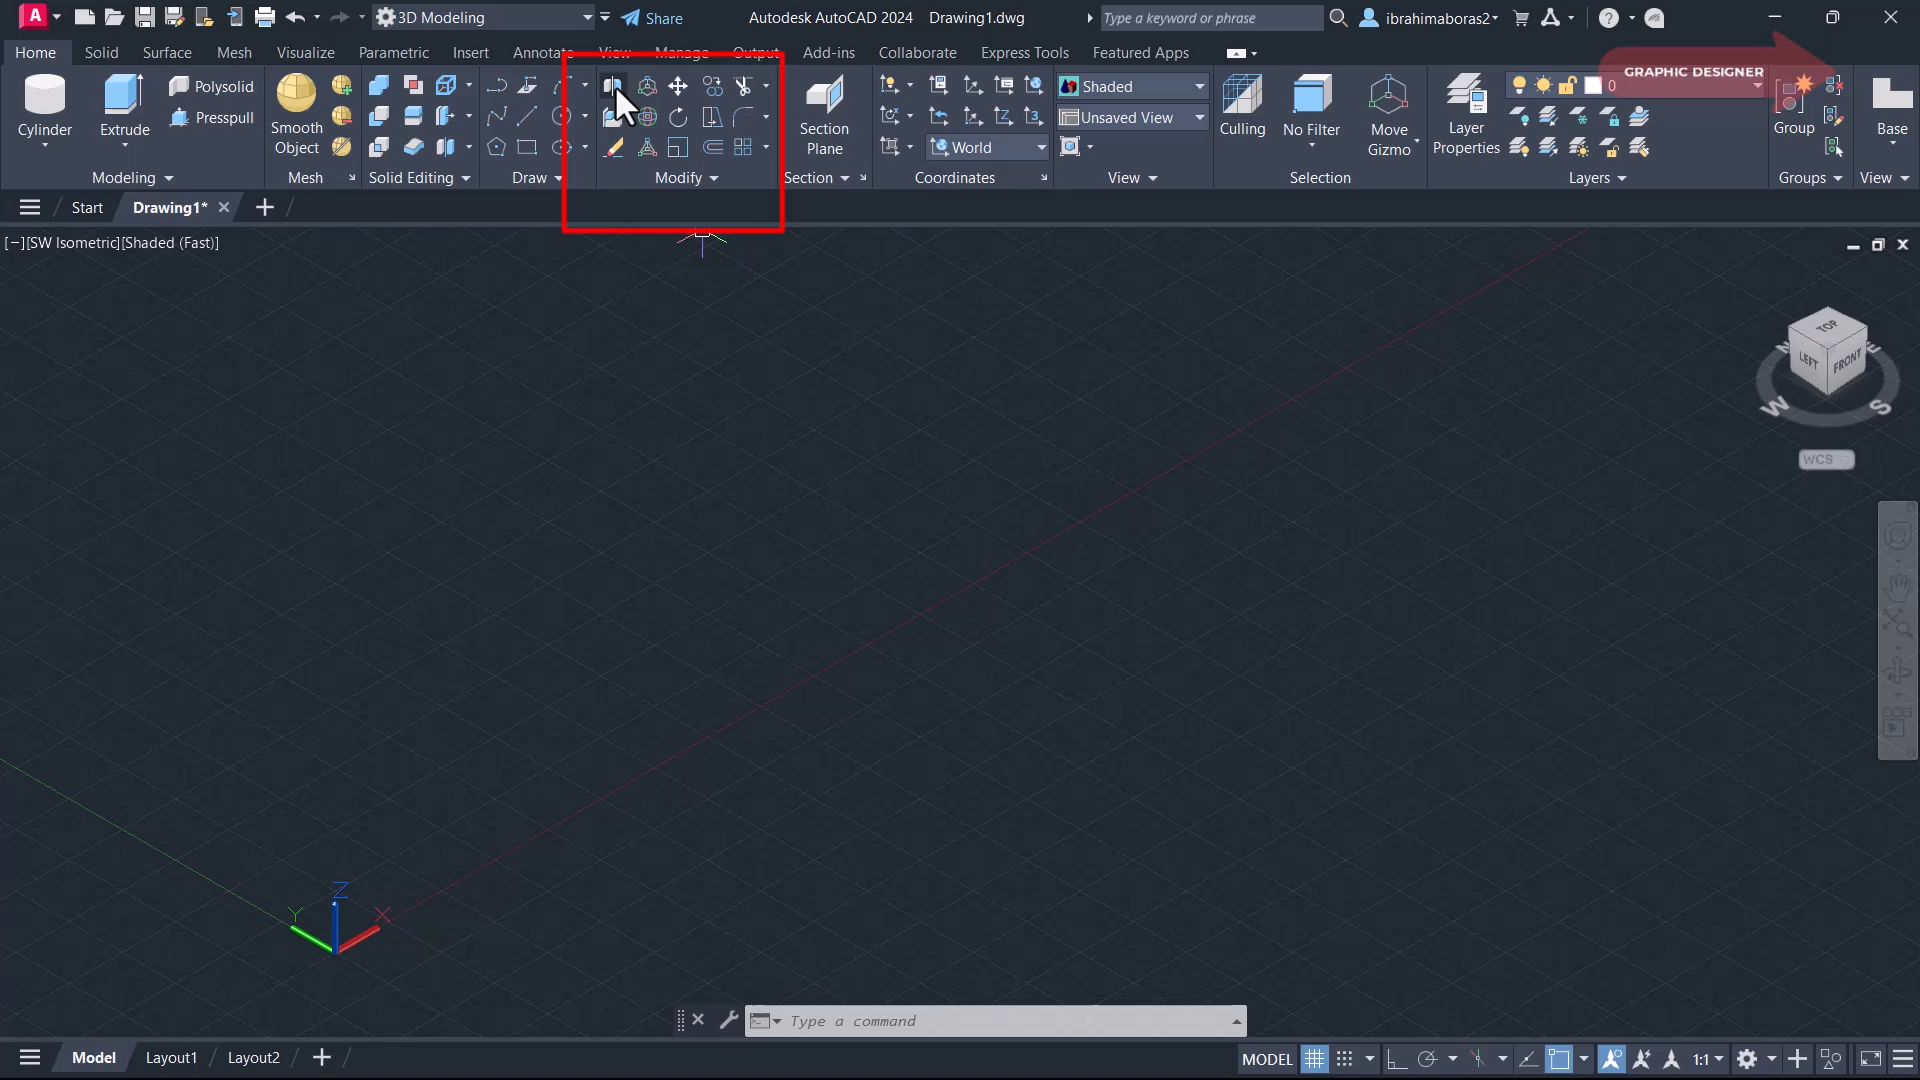 A 3D Modeling Share Autodesk AutoCAD 2024 Drawing1.dwg Type a keyword or phrase ibrahimaboras2
Home Solid Surface Mesh Visualize Parametric Insert Annotate View Manage Output Add-ins Collaborate Express Tools Featured Apps
GRAPHIC DESIGNER
Polysolid
Presspull
Cylinder
Extrude
Smooth
Object
Section
Plane
Shaded
Unsaved View
World
Culling
No Filter
Move
Gizmo
Layer
Properties
0
Group
Base
Modeling Mesh Solid Editing Draw Modify Section Coordinates View Selection Layers Groups View
Start Drawing1* +
[−][SW Isometric][Shaded (Fast)]
TOP
LEFT FRONT
W S
WCS
Z
Y X
Type a command
Model Layout1 Layout2 + MODEL 1:1